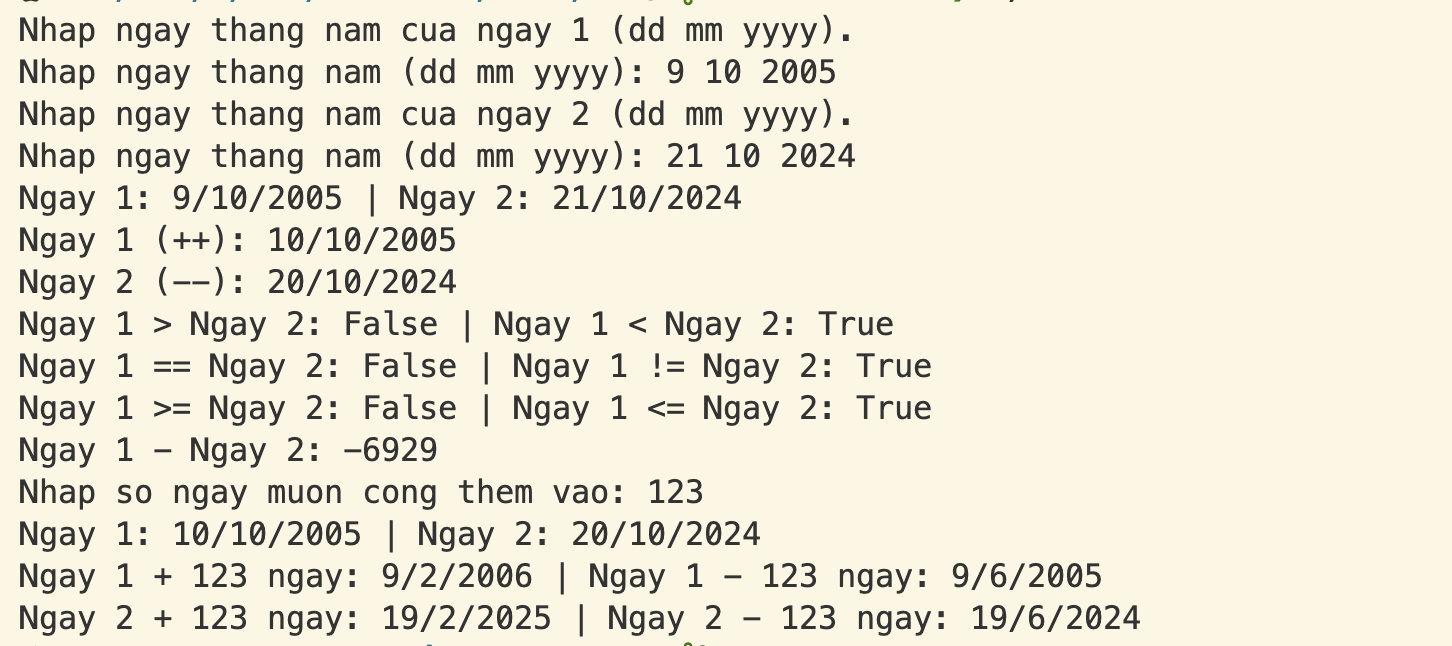 Nhap ngay thang nam cua ngay 1 (dd mm yyyy).
Nhap ngay thang nam (dd mm yyyy): 9 10 2005
Nhap ngay thang nam cua ngay 2 (dd mm yyyy).
Nhap ngay thang nam (dd mm yyyy): 21 10 2024
Ngay 1: 9/10/2005 | Ngay 2: 21/10/2024
Ngay 1 (++): 10/10/2005
Ngay 2 (--): 20/10/2024
Ngay 1 > Ngay 2: False | Ngay 1 < Ngay 2: True
Ngay 1 == Ngay 2: False | Ngay 1 != Ngay 2: True
Ngay 1 >= Ngay 2: False | Ngay 1 <= Ngay 2: True
Ngay 1 - Ngay 2: -6929
Nhap so ngay muon cong them vao: 123
Ngay 1: 10/10/2005 | Ngay 2: 20/10/2024
Ngay 1 + 123 ngay: 9/2/2006 | Ngay 1 - 123 ngay: 9/6/2005
Ngay 2 + 123 ngay: 19/2/2025 | Ngay 2 - 123 ngay: 19/6/2024